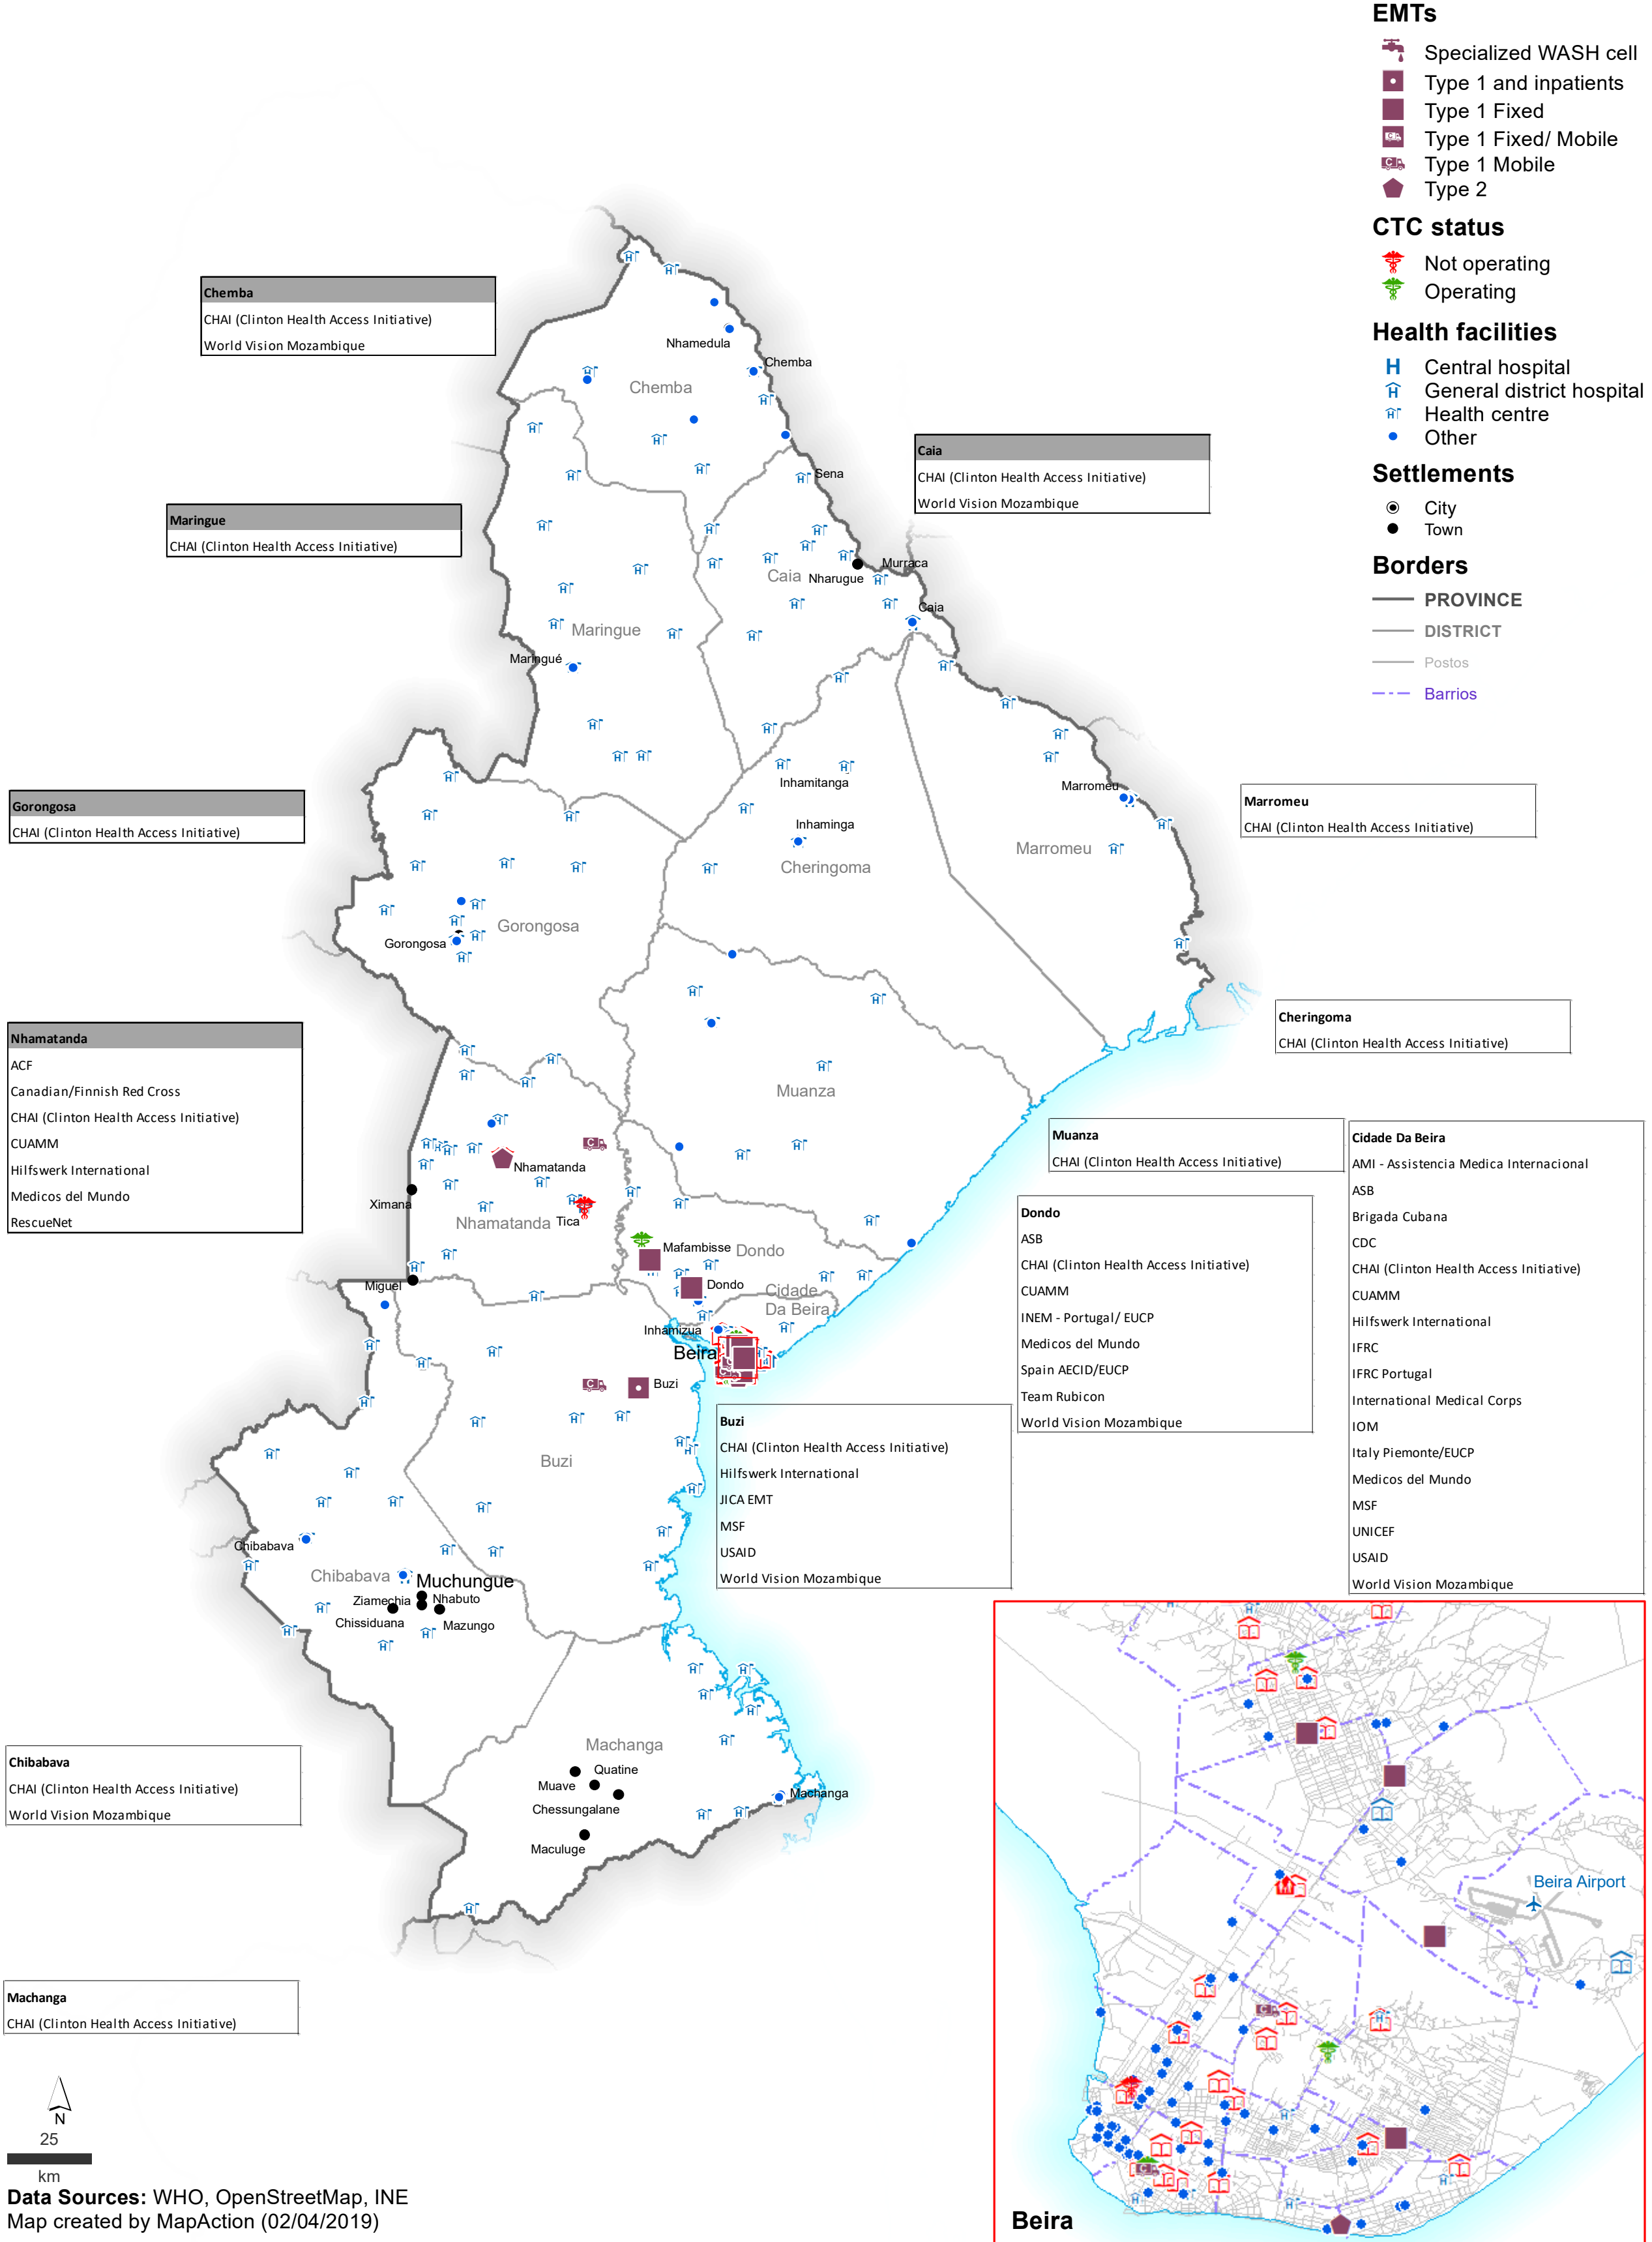 EMTs
Specialized WASH cell
Type 1 and inpatients
Type 1 Fixed
Type 1 Fixed/ Mobile
Type 1 Mobile
Type 2
CTC status
Not operating
Operating
Health facilities
H Central hospital
General district hospital
Health centre
Other
Settlements
City
Town
Borders
PROVINCE
DISTRICT
Postos
Barrios
Chemba
CHAI (Clinton Health Access Initiative)
World Vision Mozambique
Nhamedula
Chemba
Chemba
Caia
CHAI (Clinton Health Access Initiative)
World Vision Mozambique
Sena
Maringue
CHAI (Clinton Health Access Initiative)
Murraca
Caia
Nharugue
Caia
Maringue
Maringué
Gorongosa
CHAI (Clinton Health Access Initiative)
Inhamitanga
Marromeu
Marromeu
CHAI (Clinton Health Access Initiative)
Inhaminga
Marromeu
Cheringoma
Gorongosa
Gorongosa
Cheringoma
CHAI (Clinton Health Access Initiative)
Nhamatanda
ACF
Canadian/Finnish Red Cross
CHAI (Clinton Health Access Initiative)
CUAMM
Hilfswerk International
Medicos del Mundo
RescueNet
Muanza
Muanza
CHAI (Clinton Health Access Initiative)
Cidade Da Beira
AMI - Assistencia Medica Internacional
ASB
Brigada Cubana
CDC
CHAI (Clinton Health Access Initiative)
CUAMM
Hilfswerk International
IFRC
IFRC Portugal
International Medical Corps
IOM
Italy Piemonte/EUCP
Medicos del Mundo
MSF
UNICEF
USAID
World Vision Mozambique
Nhamatanda
Ximana
Nhamatanda
Tica
Dondo
ASB
CHAI (Clinton Health Access Initiative)
CUAMM
INEM - Portugal/ EUCP
Medicos del Mundo
Spain AECID/EUCP
Team Rubicon
World Vision Mozambique
Mafambisse
Dondo
Miguel
Dondo
Cidade
Da Beira
Inhamizua
Beira
Buzi
Buzi
CHAI (Clinton Health Access Initiative)
Hilfswerk International
JICA EMT
MSF
USAID
World Vision Mozambique
Buzi
Chibabava
Chibabava
Muchungue
Ziamechia
Nhabuto
Chissiduana
Mazungo
Chibabava
CHAI (Clinton Health Access Initiative)
World Vision Mozambique
Machanga
Quatine
Muave
Machanga
Chessungalane
Maculuge
Beira Airport
Machanga
CHAI (Clinton Health Access Initiative)
N
25
km
Data Sources: WHO, OpenStreetMap, INE
Map created by MapAction (02/04/2019)
Beira